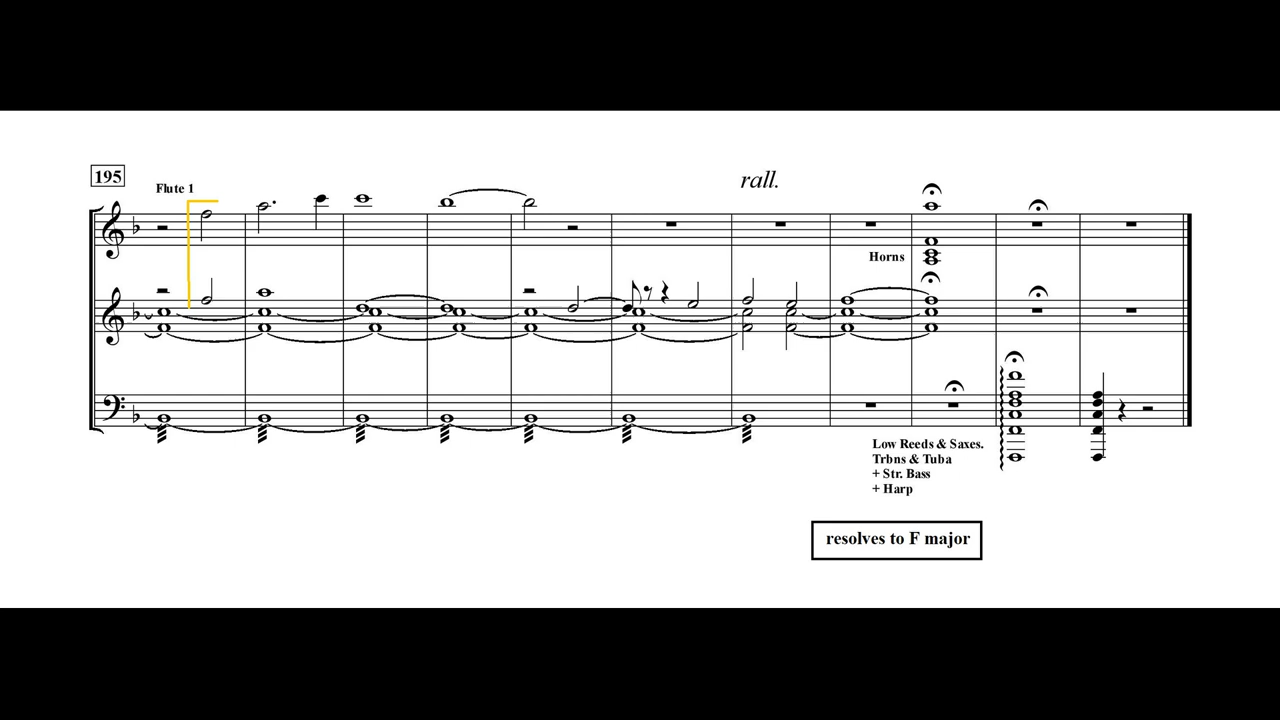 195
Flute 1
rall.
Horns
Low Reeds & Saxes.
Trbns & Tuba
+ Str. Bass
+ Harp
resolves to F major